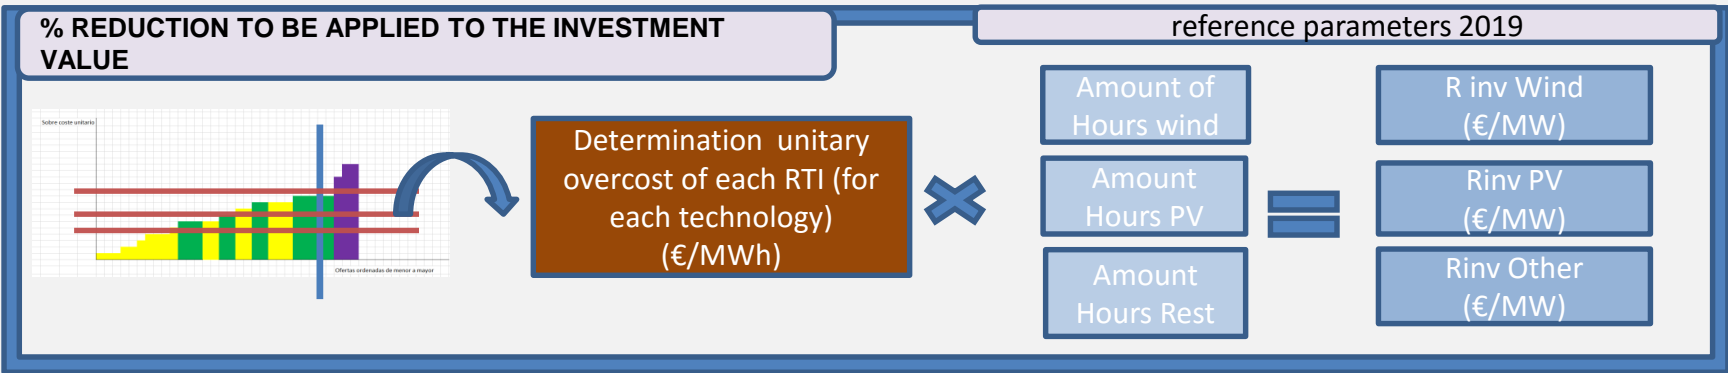 % REDUCTION TO BE APPLIED TO THE INVESTMENT
VALUE
reference parameters 2019
Sobre coste unitario
Ofertas ordenadas de menor a mayor
Determination unitary
overcost of each RTI (for
each technology)
(€/MWh)
Amount of
Hours wind
Amount
Hours PV
Amount
Hours Rest
R inv Wind
(€/MW)
Rinv PV
(€/MW)
Rinv Other
(€/MW)